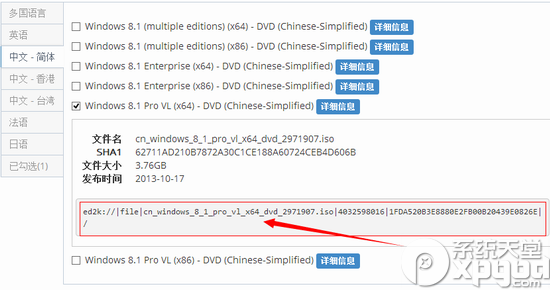 多国语言
英语
中文 - 简体
中文 - 香港
中文 - 台湾
法语
日语
已勾选(1)
Windows 8.1 (multiple editions) (x64) - DVD (Chinese-Simplified) 详细信息
Windows 8.1 (multiple editions) (x86) - DVD (Chinese-Simplified) 详细信息
Windows 8.1 Enterprise (x64) - DVD (Chinese-Simplified) 详细信息
Windows 8.1 Enterprise (x86) - DVD (Chinese-Simplified) 详细信息
Windows 8.1 Pro VL (x64) - DVD (Chinese-Simplified) 详细信息
文件名 cn_windows_8_1_pro_vl_x64_dvd_2971907.iso
SHA1 62711AD210B7872A30C1CE188A60724CEB4D606B
文件大小 3.76GB
发布时间 2013-10-17
ed2k://|file|cn_windows_8_1_pro_vl_x64_dvd_2971907.iso|4032598016|1FDA520B3E8880E2FB00B20439E0826E|
/
Windows 8.1 Pro VL (x86) - DVD (Chinese-Simplified) 详细信息
系统天堂
xpgod